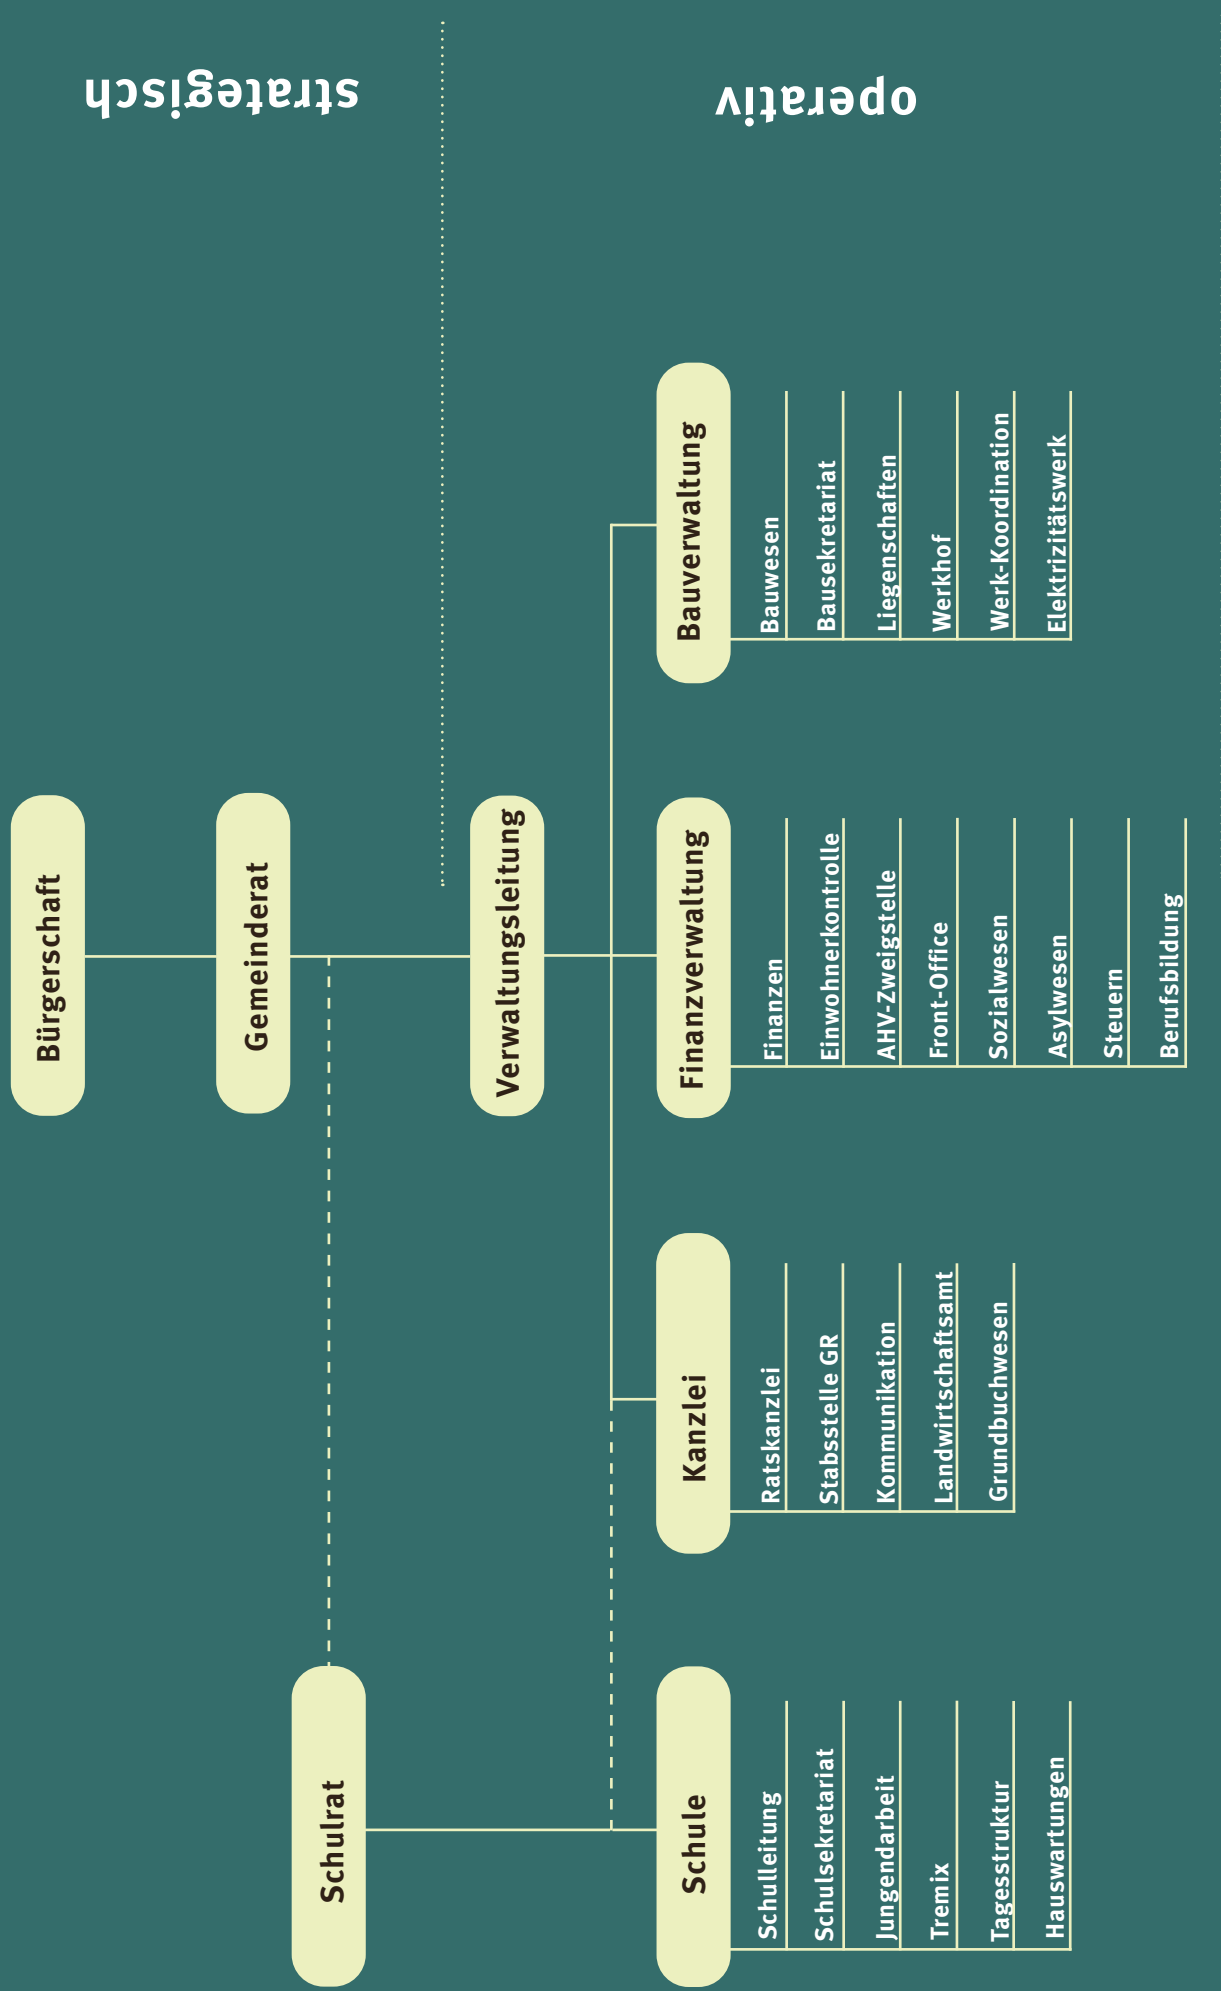 strategisch
operativ
Bürgerschaft
Gemeinderat
Schulrat
Verwaltungsleitung
Schule
Schulleitung
Schulsekretariat
Jungendarbeit
Tremix
Tagesstruktur
Hauswartungen
Kanzlei
Ratskanzlei
Stabsstelle GR
Kommunikation
Landwirtschaftsamt
Grundbuchwesen
Finanzverwaltung
Finanzen
Einwohnerkontrolle
AHV-Zweigstelle
Front-Office
Sozialwesen
Asylwesen
Steuern
Berufsbildung
Bauverwaltung
Bauwesen
Bausekretariat
Liegenschaften
Werkhof
Werk-Koordination
Elektrizitätswerk